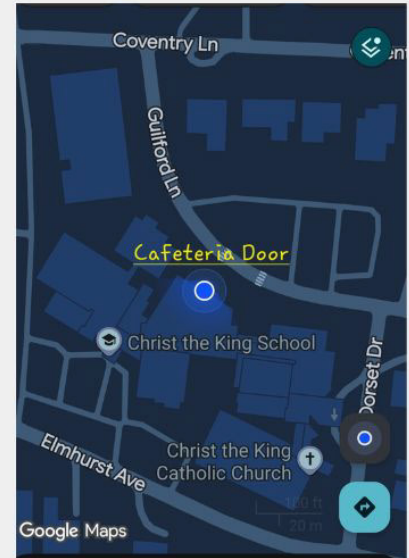 Coventry Ln
Guilford Ln
Cafeteria Door
Christ the King School
Dorset Dr
Elmhurst Ave
Christ the King
Catholic Church
100 ft
20 m
Google Maps